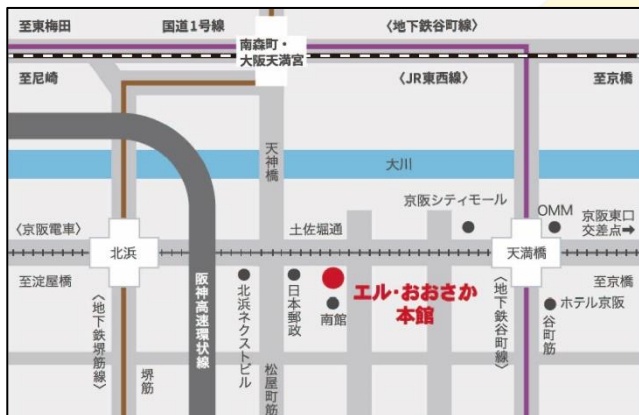 至東梅田
国道1号線
〈地下鉄谷町線〉
南森町・
大阪天満宮
至尼崎
〈JR東西線〉
至京橋
天神橋
大川
京阪シティモール
OMM
京阪東口
交差点➡
〈京阪電車〉
土佐堀通
北浜
天満橋
至淀屋橋
至京橋
〈地下鉄堺筋線〉
堺筋
阪神高速環状線
北浜ネクストビル
松屋町筋
日本郵政
南館
エル・おおさか
本館
〈地下鉄谷町線〉
谷町筋
ホテル京阪